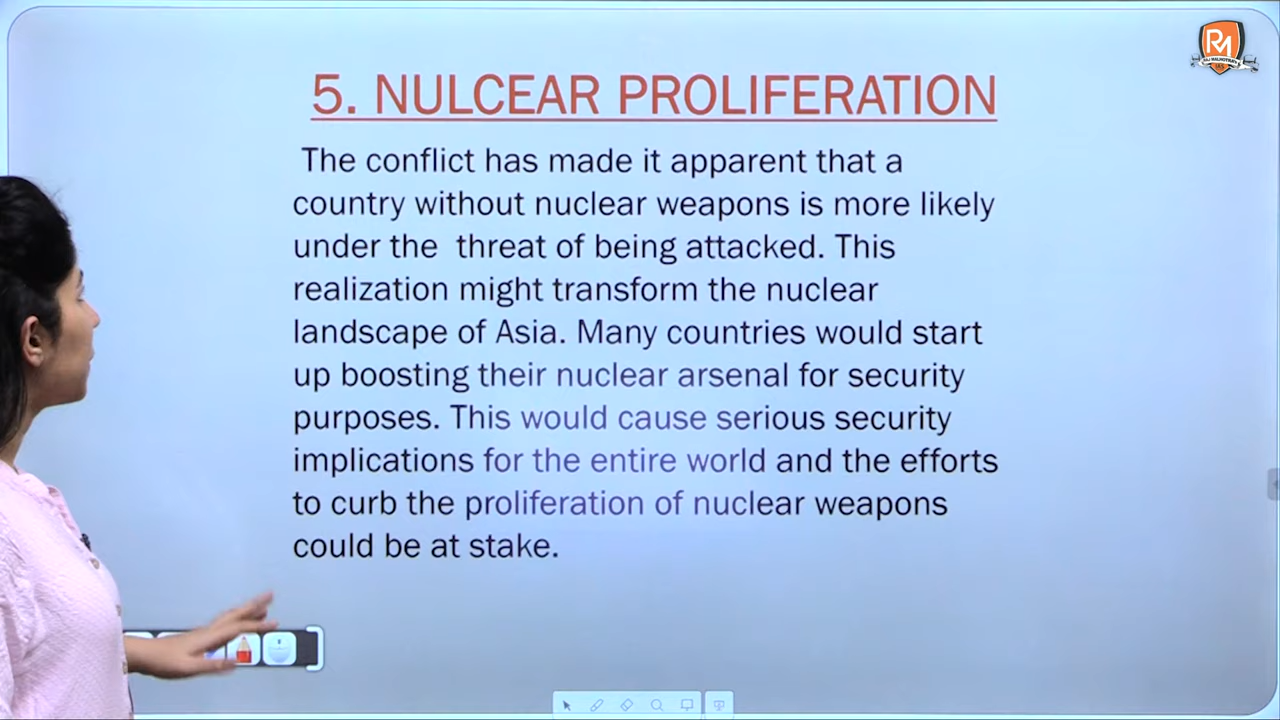 5. NULCEAR PROLIFERATION
The conflict has made it apparent that a
country without nuclear weapons is more likely
under the threat of being attacked. This
realization might transform the nuclear
landscape of Asia. Many countries would start
up boosting their nuclear arsenal for security
purposes. This would cause serious security
implications for the entire world and the efforts
to curb the proliferation of nuclear weapons
could be at stake.
RM